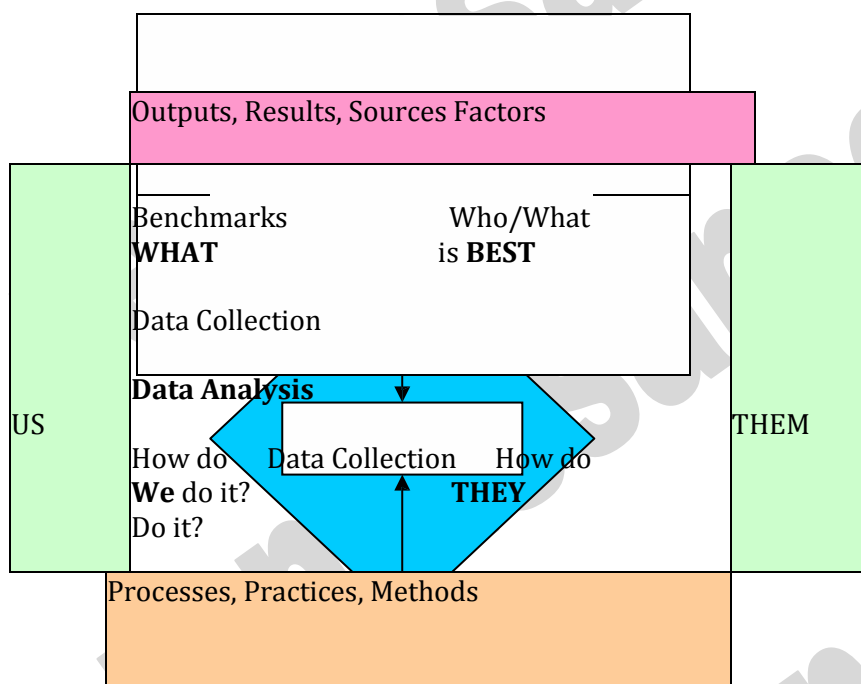 Outputs, Results, Sources Factors
Benchmarks Who/What
WHAT is BEST
Data Collection
Data Analysis
US
THEM
How do Data Collection How do
We do it? THEY
Do it?
Processes, Practices, Methods